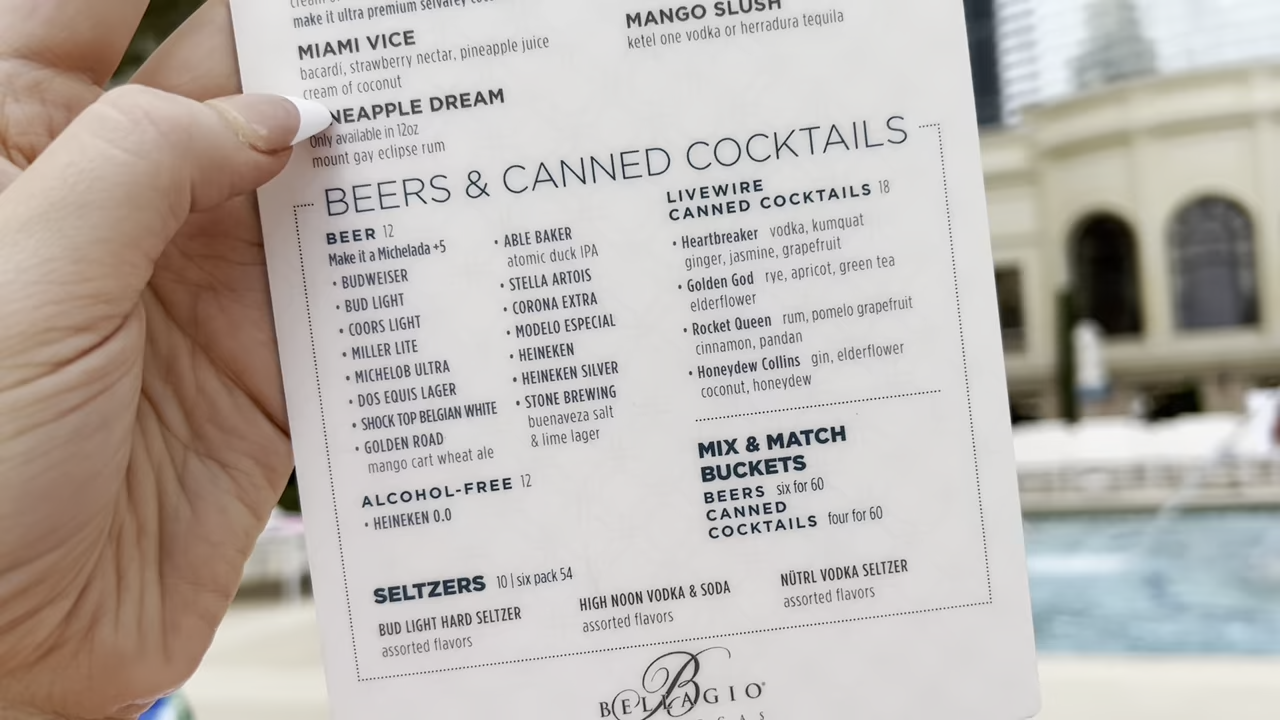 make it ultra premium selvarey
MIAMI VICE
bacardí, strawberry nectar, pineapple juice
cream of coconut
NEAPPLE DREAM
Only available in 12oz
mount gay eclipse rum
MANGO SLUSH
ketel one vodka or herradura tequila
BEERS & CANNED COCKTAILS
BEER 12
Make it a Michelada +5
• BUDWEISER
• BUD LIGHT
• COORS LIGHT
• MILLER LITE
• MICHELOB ULTRA
• DOS EQUIS LAGER
• SHOCK TOP BELGIAN WHITE
• GOLDEN ROAD
mango cart wheat ale
• ABLE BAKER
atomic duck IPA
• STELLA ARTOIS
• CORONA EXTRA
• MODELO ESPECIAL
• HEINEKEN
• HEINEKEN SILVER
• STONE BREWING
buenaveza salt
& lime lager
ALCOHOL-FREE 12
• HEINEKEN 0.0
LIVEWIRE
CANNED COCKTAILS 18
• Heartbreaker vodka, kumquat
ginger, jasmine, grapefruit
• Golden God rye, apricot, green tea
elderflower
• Rocket Queen rum, pomelo grapefruit
cinnamon, pandan
• Honeydew Collins gin, elderflower
coconut, honeydew
MIX & MATCH
BUCKETS
BEERS six for 60
CANNED
COCKTAILS four for 60
SELTZERS 10 | six pack 54
BUD LIGHT HARD SELTZER
assorted flavors
HIGH NOON VODKA & SODA
assorted flavors
NÜTRL VODKA SELTZER
assorted flavors
B
BELLAGIO®